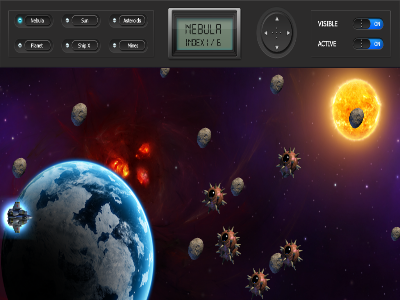 Nebula Sun Asteroids
Planet Ship X Mines
NEBULA
INDEX 1 / 6
VISIBLE ON
ACTIVE ON